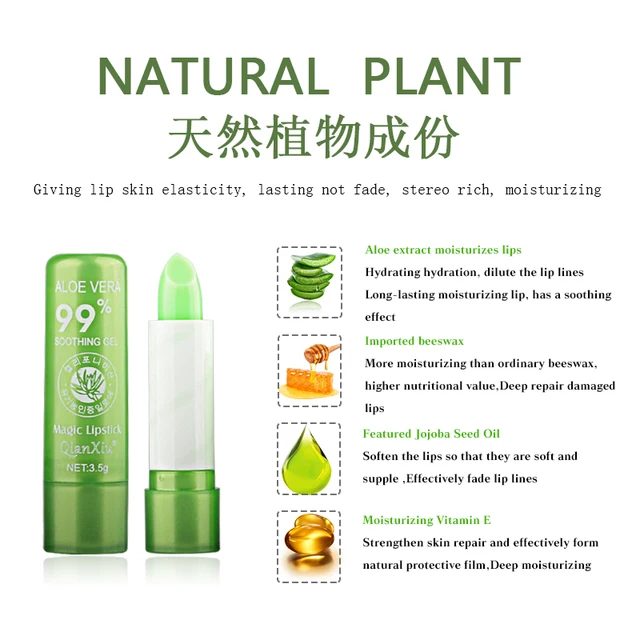 NATURAL PLANT
天然植物成份
Giving lip skin elasticity, lasting not fade, stereo rich, moisturizing
ALOE VERA
99%
SOOTHING GEL
Magic Lipstick
QianXiu®
NET:3.5g
Aloe extract moisturizes lips
Hydrating hydration, dilute the lip lines
Long-lasting moisturizing lip, has a soothing
effect
Imported beeswax
More moisturizing than ordinary beeswax,
higher nutritional value,Deep repair damaged
lips
Featured Jojoba Seed Oil
Soften the lips so that they are soft and
supple ,Effectively fade lip lines
Moisturizing Vitamin E
Strengthen skin repair and effectively form
natural protective film,Deep moisturizing